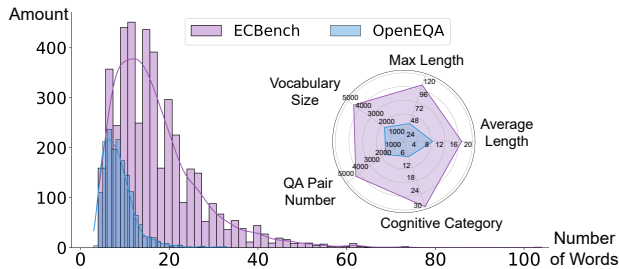 Amount
ECBench OpenEQA
400
300
200
100
0
0 20 40 60 80 100
Number
of Words
Max Length
120
96
72
48
24
Vocabulary
Size
5000
4000
3000
2000
1000
Average
Length
4 8 12 16 20
QA Pair
Number
5000
4000
3000
2000
1000
Cognitive Category
6
12
18
24
30